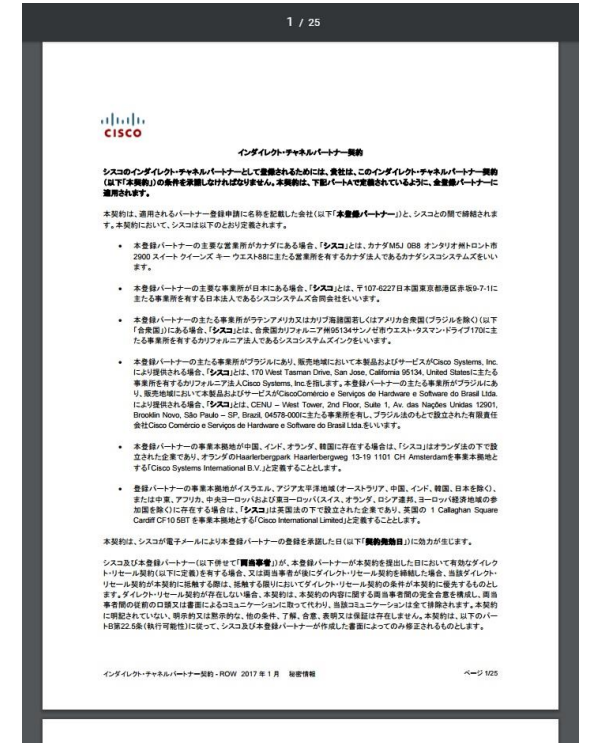 1 / 25
CISCO
インダイレクト・チャネルパートナー契約
シスコのインダイレクト・チャネルパートナーとして登録されるためには、貴社は、このインダイレクト・チャネルパートナー契約
(以下「本契約」)の条件を承諾しなければなりません。本契約は、下記パートAで定義されているように、全登録パートナーに
適用されます。
本契約は、適用されるパートナー登録申請に名称を記載した会社(以下「本登録パートナー」)と、シスコとの間で締結されま
す。本契約において、シスコは以下のとおり定義されます。
• 本登録パートナーの主要な営業所がカナダにある場合、「シスコ」とは、カナダM5J 0B8 オンタリオ州トロント市
2900 スイート クイーンズ キー ウエスト88に主たる営業所を有するカナダ法人であるカナダシスコシステムズをいい
ます。
• 本登録パートナーの主要な事業所が日本にある場合、「シスコ」とは、〒107-6227日本国東京都港区赤坂9-7-1に
主たる事業所を有する日本法人であるシスコシステムズ合同会社をいいます。
• 本登録パートナーの主たる事業所がラテンアメリカ又はカリブ海諸国若しくはアメリカ合衆国(ブラジルを除く)(以下
「合衆国」)にある場合、「シスコ」とは、合衆国カリフォルニア州95134サンノゼ市ウエスト・タスマン・ドライブ170に主
たる事業所を有するカリフォルニア法人であるシスコシステムズインクをいいます。
• 本登録パートナーの主たる事業所がブラジルにあり、販売地域において本製品およびサービスがCisco Systems, Inc.
により提供される場合、「シスコ」とは、170 West Tasman Drive, San Jose, California 95134, United Statesに主たる
事業所を有するカリフォルニア法人Cisco Systems, Inc.を指します。本登録パートナーの主たる事業所がブラジルにあ
り、販売地域において本製品およびサービスがCiscoComércio e Serviços de Hardware e Software do Brasil Ltda.
により提供される場合、「シスコ」とは、CENU – West Tower, 2nd Floor, Suite 1, Av. das Nações Unidas 12901,
Brooklin Novo, São Paulo – SP, Brazil, 04578-000に主たる事業所を有し、ブラジル法のもとで設立された有限責任
会社Cisco Comércio e Serviços de Hardware e Software do Brasil Ltda.をいいます。
• 本登録パートナーの事業本拠地が中国、インド、オランダ、韓国に存在する場合は、「シスコ」はオランダ法の下で設
立された企業であり、オランダのHaarlerbergpark Haarlerbergweg 13-19 1101 CH Amsterdamを事業本拠地と
する「Cisco Systems International B.V.」と定義することとします。
• 登録パートナーの事業本拠地がイスラエル、アジア太平洋地域(オーストラリア、中国、インド、韓国、日本を除く)、
または中東、アフリカ、中央ヨーロッパおよび東ヨーロッパ(スイス、オランダ、ロシア連邦、ヨーロッパ経済地域の参
加国を除く)に存在する場合は、「シスコ」は英国法の下で設立された企業であり、英国の 1 Callaghan Square
Cardiff CF10 5BT を事業本拠地とする「Cisco International Limited」と定義することとします。
本契約は、シスコが電子メールにより本登録パートナーの登録を承諾した日(以下「契約発効日」)に効力が生じます。
シスコ及び本登録パートナー(以下併せて「両当事者」)が、本登録パートナーが本契約を提出した日において有効なダイレク
ト・リセール契約(以下に定義)を有する場合、又は両当事者が後にダイレクト・リセール契約を締結した場合、当該ダイレクト・
リセール契約が本契約に抵触する際は、抵触する限りにおいてダイレクト・リセール契約の条件が本契約に優先するものとし
ます。ダイレクト・リセール契約が存在しない場合、本契約は、本契約の内容に関する両当事者間の完全合意を構成し、両当
事者間の従前の口頭又は書面によるコミュニケーションに取って代わり、当該コミュニケーションは全て排除されます。本契約
に明記されていない、明示的又は黙示的な、他の条件、了解、合意、表明又は保証は存在しません。本契約は、以下のパー
トB第22.5条(執行可能性)に従って、シスコ及び本登録パートナーが作成した書面によってのみ修正されるものとします。
インダイレクト・チャネルパートナー契約 - ROW 2017 年 1 月 秘密情報
ページ 1/25